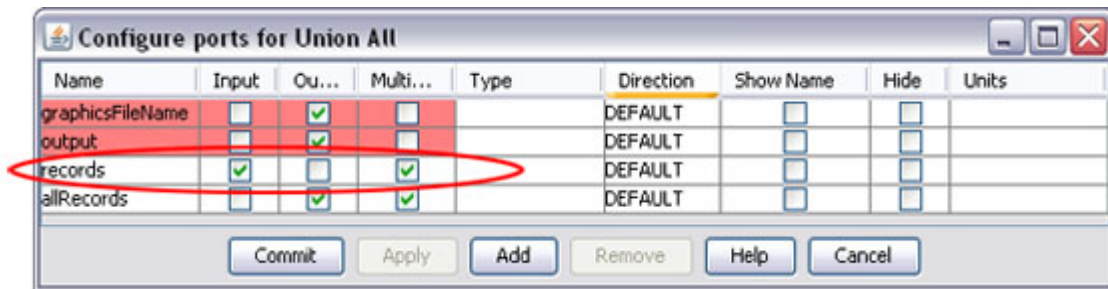 Configure ports for Union All
Name Input Ou... Multi... Type Direction Show Name Hide Units
graphicsFileName DEFAULT
output DEFAULT
records DEFAULT
allRecords DEFAULT
Commit Apply Add Remove Help Cancel